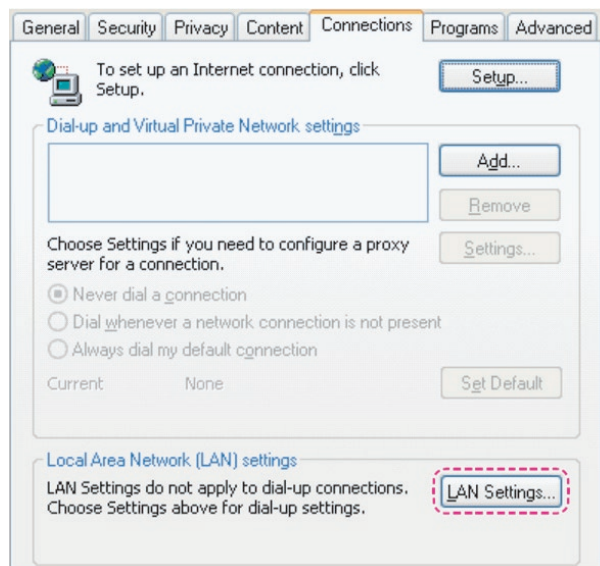 General Security Privacy Content Connections Programs Advanced
To set up an Internet connection, click
Setup.
Setup...
Dial-up and Virtual Private Network settings
Add...
Remove
Choose Settings if you need to configure a proxy
server for a connection.
Settings...
Never dial a connection
Dial whenever a network connection is not present
Always dial my default connection
Current None
Set Default
Local Area Network (LAN) settings
LAN Settings do not apply to dial-up connections.
Choose Settings above for dial-up settings.
LAN Settings...